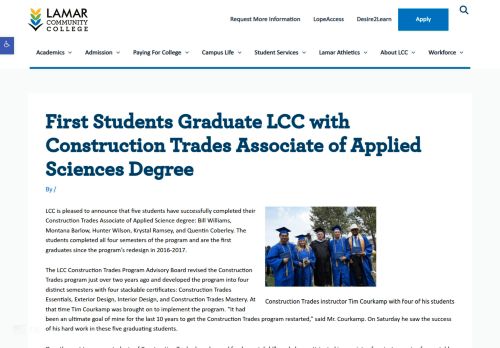 LAMAR
COMMUNITY
COLLEGE
Request More Information LopeAccess Desire2Learn Apply
Academics Admission Paying For College Campus Life Student Services Lamar Athletics About LCC Workforce
First Students Graduate LCC with
Construction Trades Associate of Applied
Sciences Degree
By /
LCC is pleased to announce that five students have successfully completed their
Construction Trades Associate of Applied Science degree: Bill Williams,
Montana Barlow, Hunter Wilson, Krystal Ramsey, and Quentin Coberley. The
students completed all four semesters of the program and are the first
graduates since the program's redesign in 2016-2017.
The LCC Construction Trades Program Advisory Board revised the Construction
Trades program just over two years ago and developed the program into four
distinct semesters with four stackable certificates: Construction Trades
Essentials, Exterior Design, Interior Design, and Construction Trades Mastery. At
that time Tim Courkamp was brought on to implement the program. "It had
Construction Trades instructor Tim Courkamp with four of his students
been an ultimate goal of mine for the last 10 years to get the Construction Trades program restarted," said Mr. Courkamp. On Saturday he saw the success
of his hard work in these five graduating students.